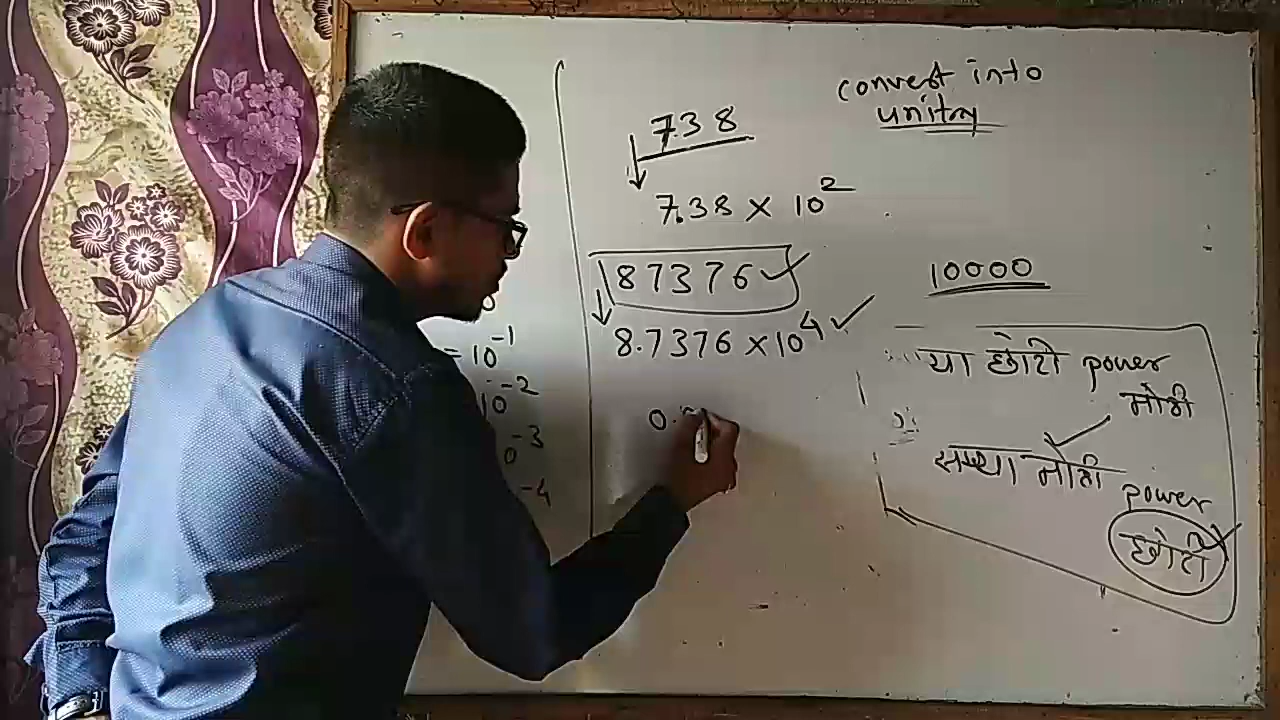 convert into
unitry
738
7.38 × 10²
87376
8.7376 × 10⁴
0.
10000
या छोटी power
मोठी
संख्या मोठी power
छोटी
= 10⁻¹
10⁻²
0⁻³
⁻⁴